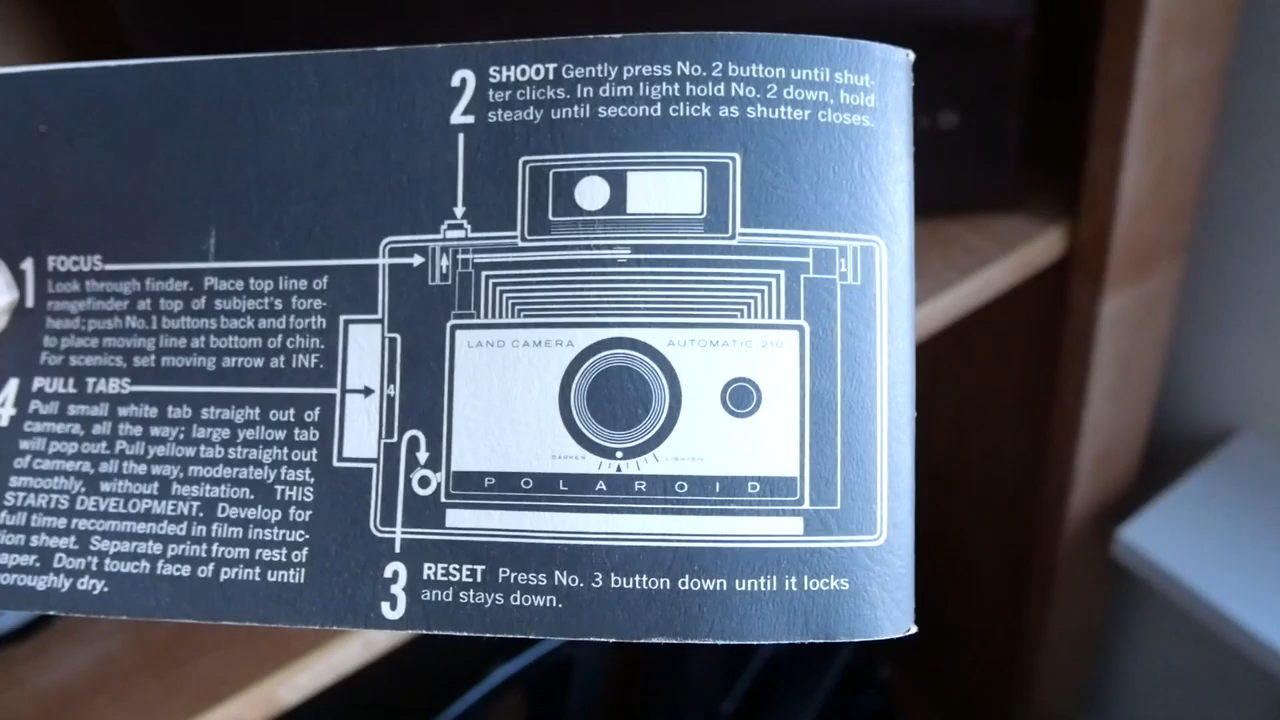 2 SHOOT Gently press No. 2 button until shut-
ter clicks. In dim light hold No. 2 down, hold
steady until second click as shutter closes.
1 FOCUS
Look through finder. Place top line of
rangefinder at top of subject's fore-
head; push No.1 buttons back and forth
to place moving line at bottom of chin.
For scenics, set moving arrow at INF.
4 PULL TABS
Pull small white tab straight out of
camera, all the way; large yellow tab
will pop out. Pull yellow tab straight out
of camera, all the way, moderately fast,
smoothly, without hesitation. THIS
STARTS DEVELOPMENT. Develop for
full time recommended in film instruc-
tion sheet. Separate print from rest of
paper. Don't touch face of print until
thoroughly dry.
1
4
LAND CAMERA AUTOMATIC 210
DARKEN LIGHTEN
POLAROID
3 RESET Press No. 3 button down until it locks
and stays down.